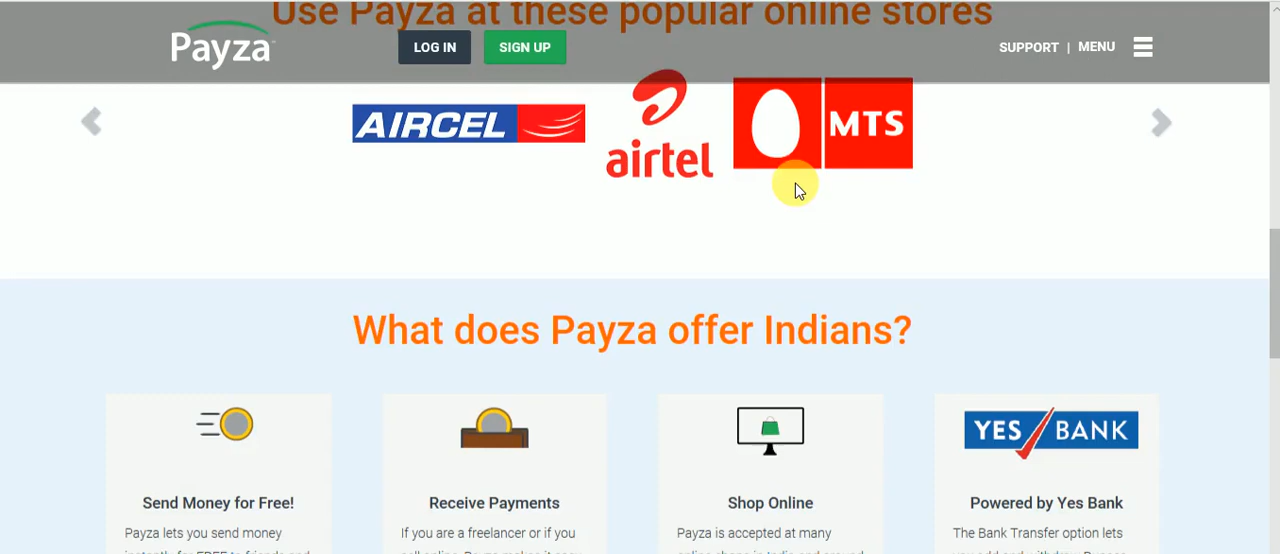 Use Payza at these popular online stores
Payza
LOG IN
SIGN UP
SUPPORT | MENU
AIRCEL
airtel
MTS
What does Payza offer Indians?
YES BANK
Send Money for Free!
Receive Payments
Shop Online
Powered by Yes Bank
Payza lets you send money
If you are a freelancer or if you
Payza is accepted at many
The Bank Transfer option lets